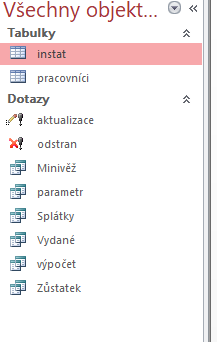 Všechny objekt...
Tabulky
instat
pracovníci
Dotazy
aktualizace
odstran
Minivěž
parametr
Splátky
Vydané
výpočet
Zůstatek